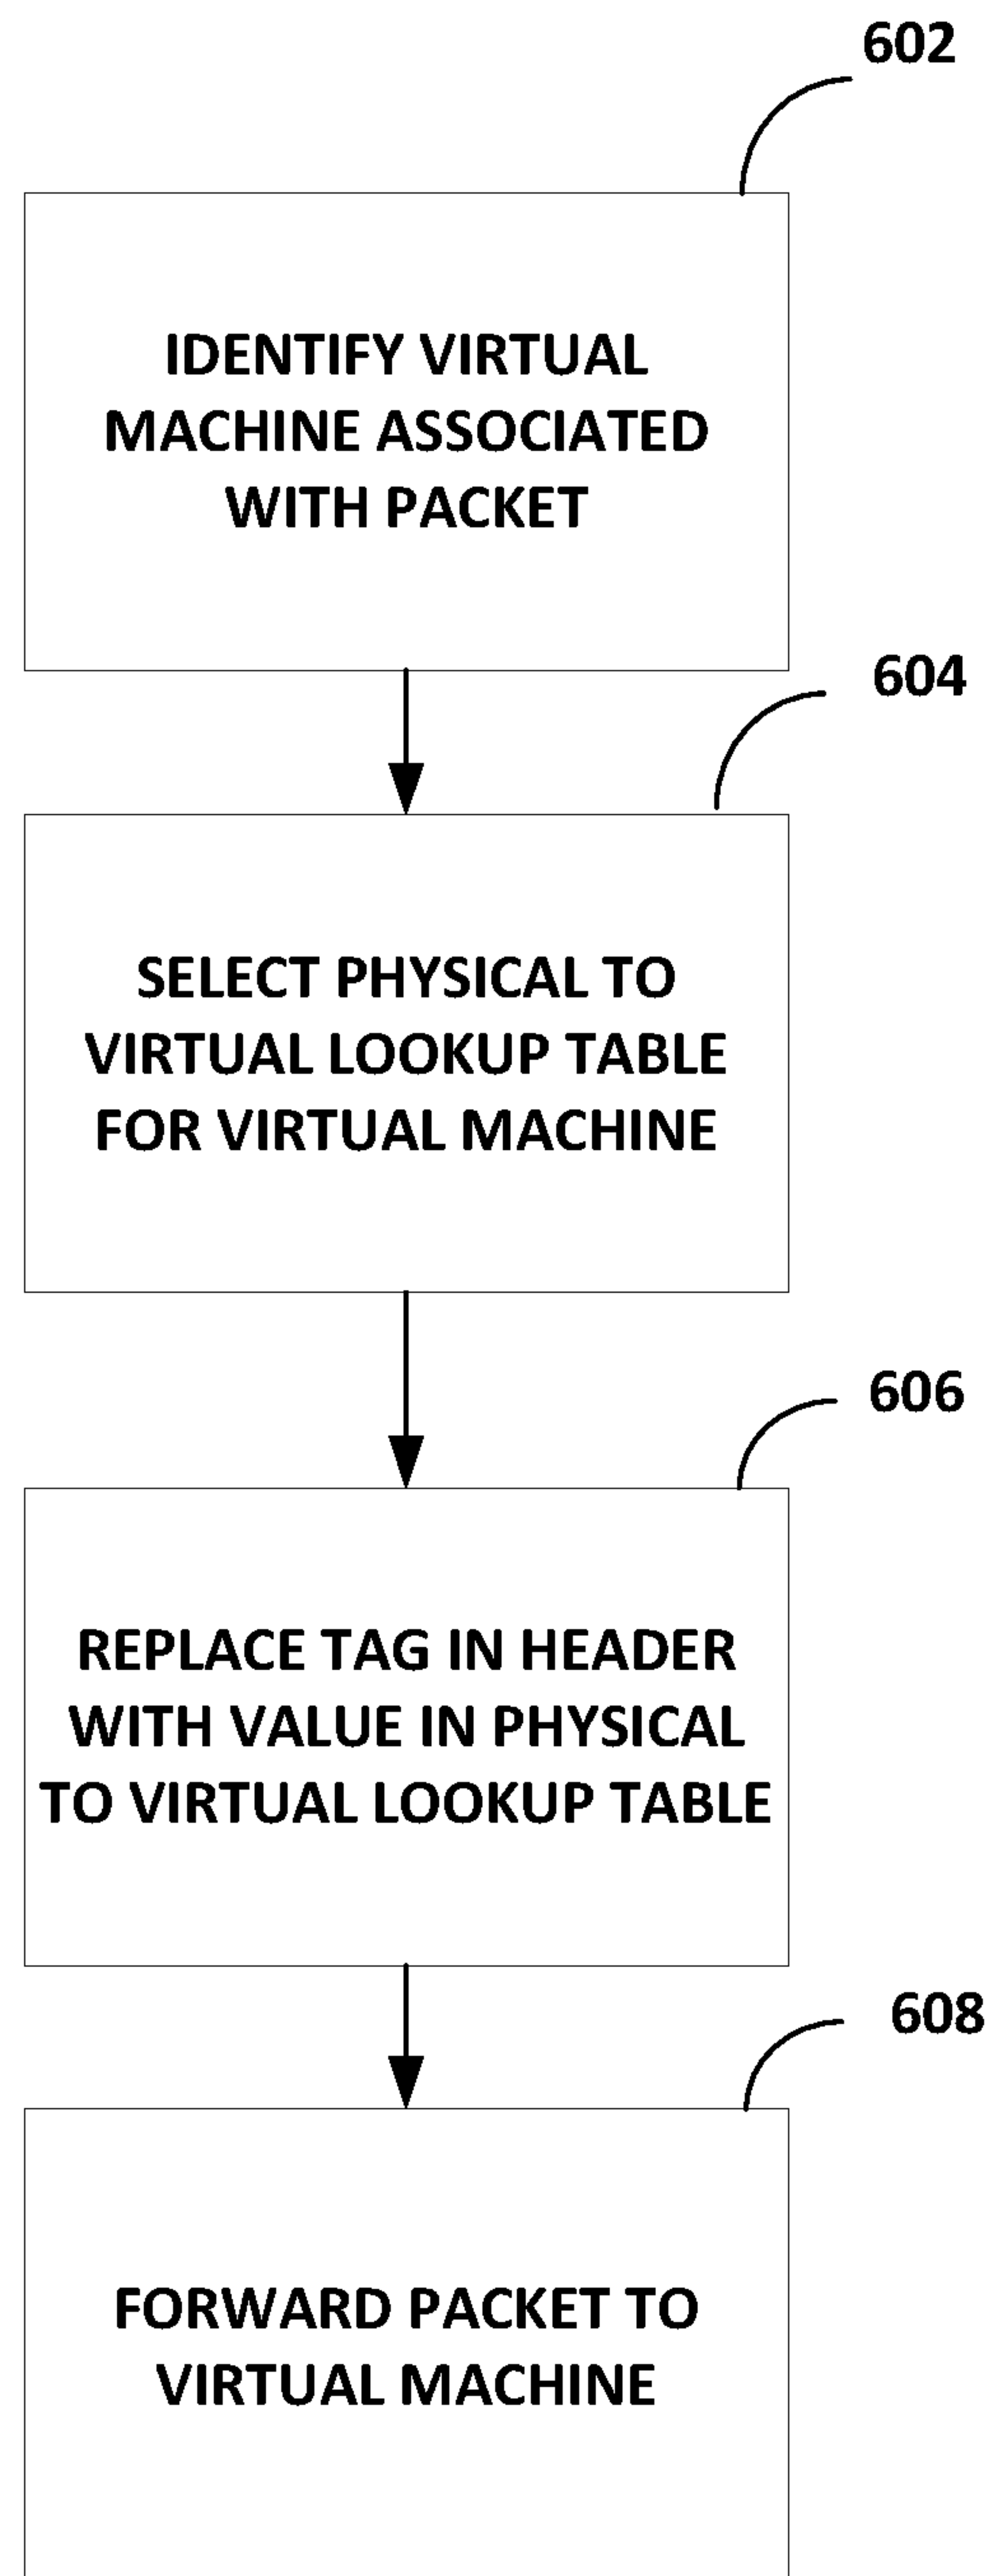 602
IDENTIFY VIRTUAL
MACHINE ASSOCIATED
WITH PACKET
604
SELECT PHYSICAL TO
VIRTUAL LOOKUP TABLE
FOR VIRTUAL MACHINE
606
REPLACE TAG IN HEADER
WITH VALUE IN PHYSICAL
TO VIRTUAL LOOKUP TABLE
608
FORWARD PACKET TO
VIRTUAL MACHINE